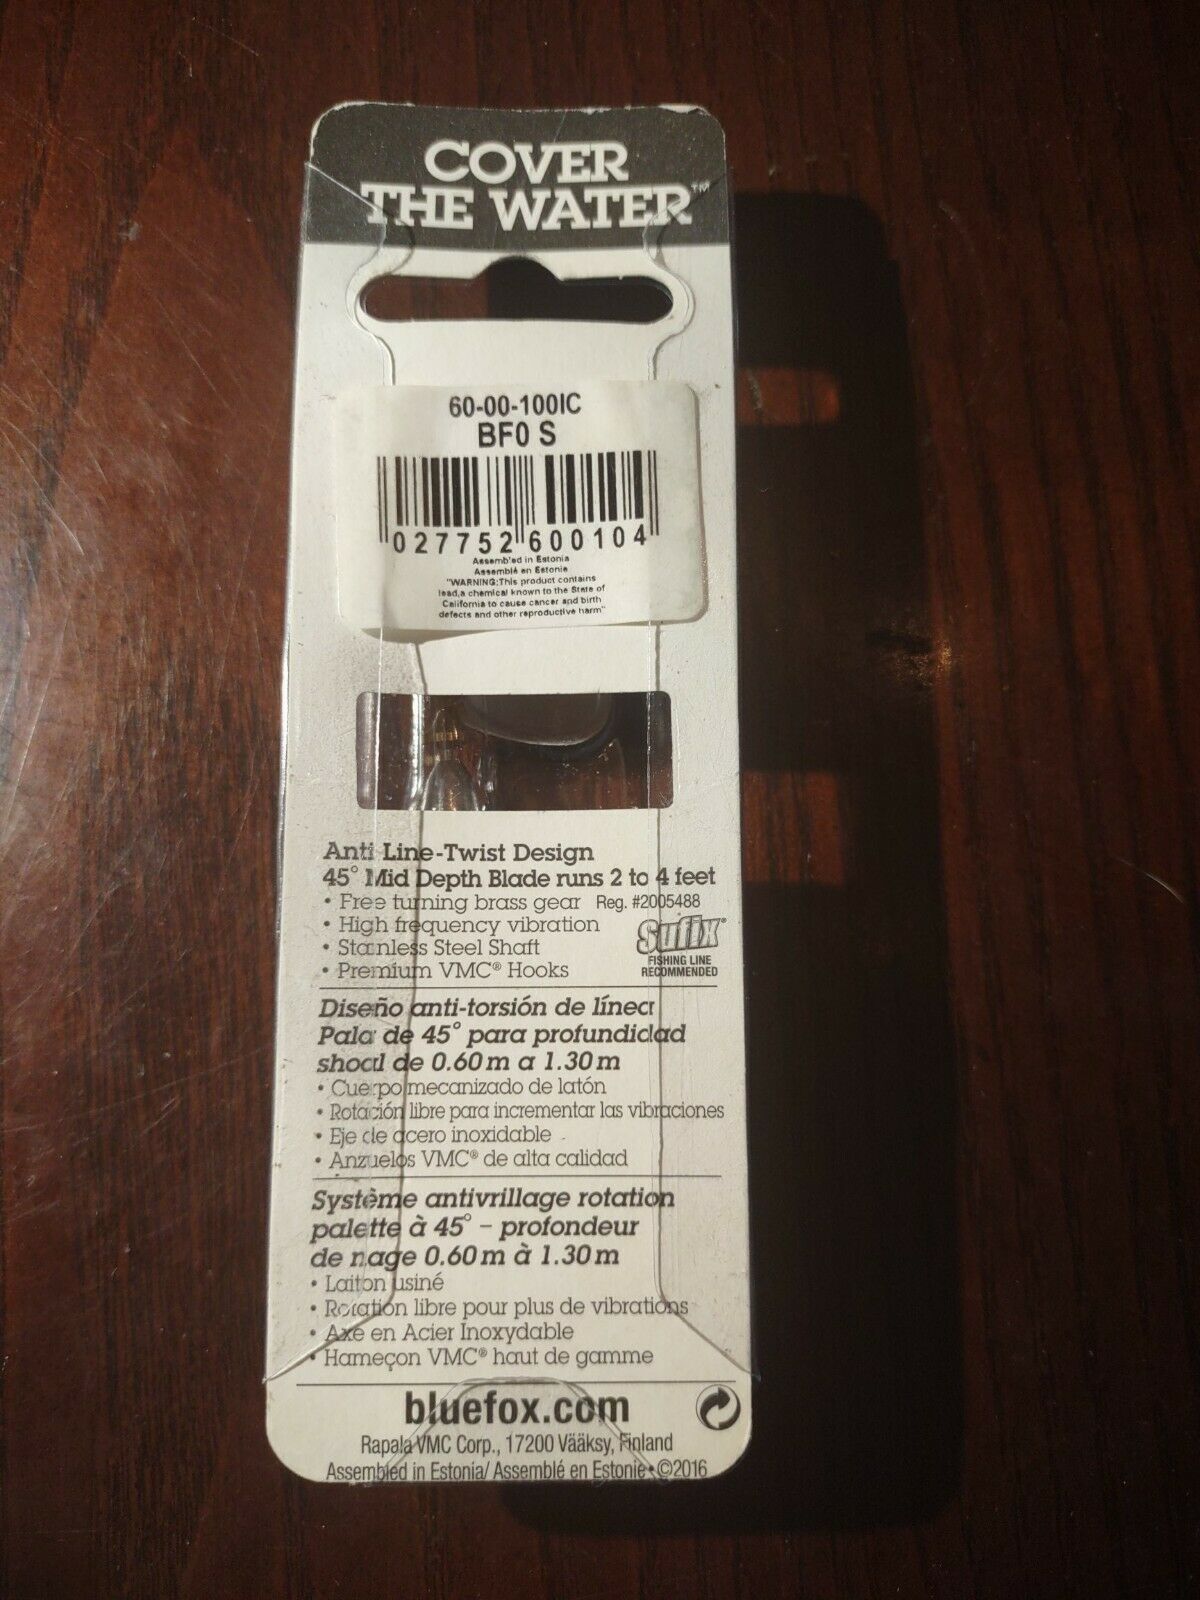 COVER
THE WATER™
60-00-100IC
BF0 S
027752 600104
Assembled in Estonia
Assemblé en Estonie
"WARNING:This product contains
lead,a chemical known to the State of
California to cause cancer and birth
defects and other reproductive harm"
Anti Line-Twist Design
45° Mid Depth Blade runs 2 to 4 feet
• Free turning brass gear Reg. #2005488
• High frequency vibration
• Stainless Steel Shaft
• Premium VMC® Hooks
Sufix®
FISHING LINE
RECOMMENDED
Diseño anti-torsión de línea
Pala de 45° para profundidad
shoal de 0.60 m a 1.30 m
• Cuerpo mecanizado de latón
• Rotación libre para incrementar las vibraciones
• Eje de acero inoxidable
• Anzuelos VMC® de alta calidad
Système antivrillage rotation
palette à 45° – profondeur
de nage 0.60 m à 1.30 m
• Laiton usiné
• Rotation libre pour plus de vibrations
• Axe en Acier Inoxydable
• Hameçon VMC® haut de gamme
bluefox.com
Rapala VMC Corp., 17200 Vääksy, Finland
Assembled in Estonia/ Assemblé en Estonie • ©2016